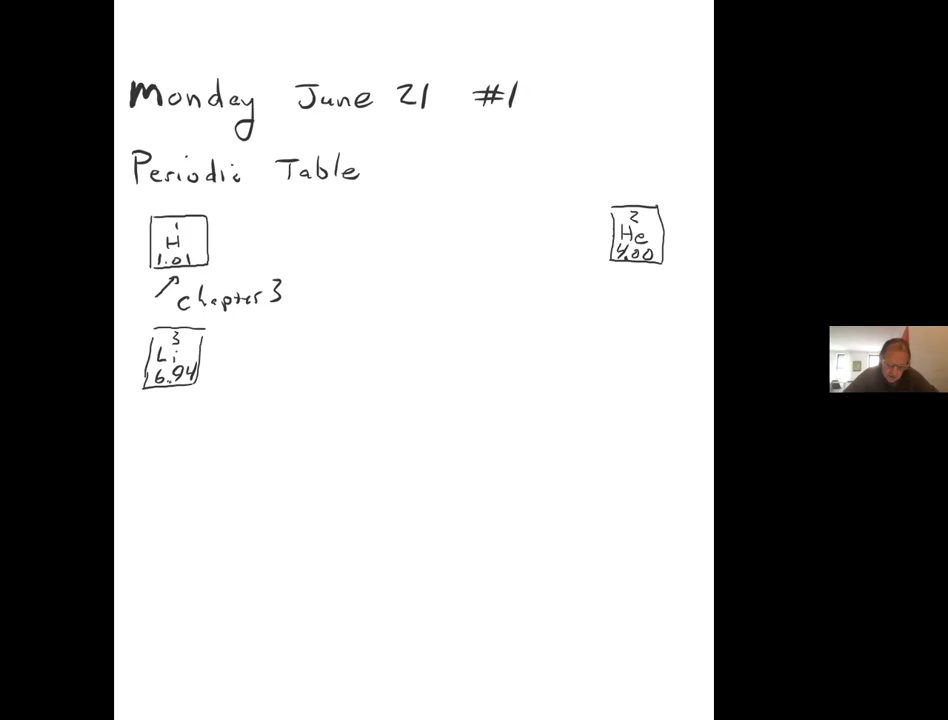 Monday June 21 #1
Periodic Table
1
H
1.01
2
He
4.00
Chapter 3
3
Li
6.94